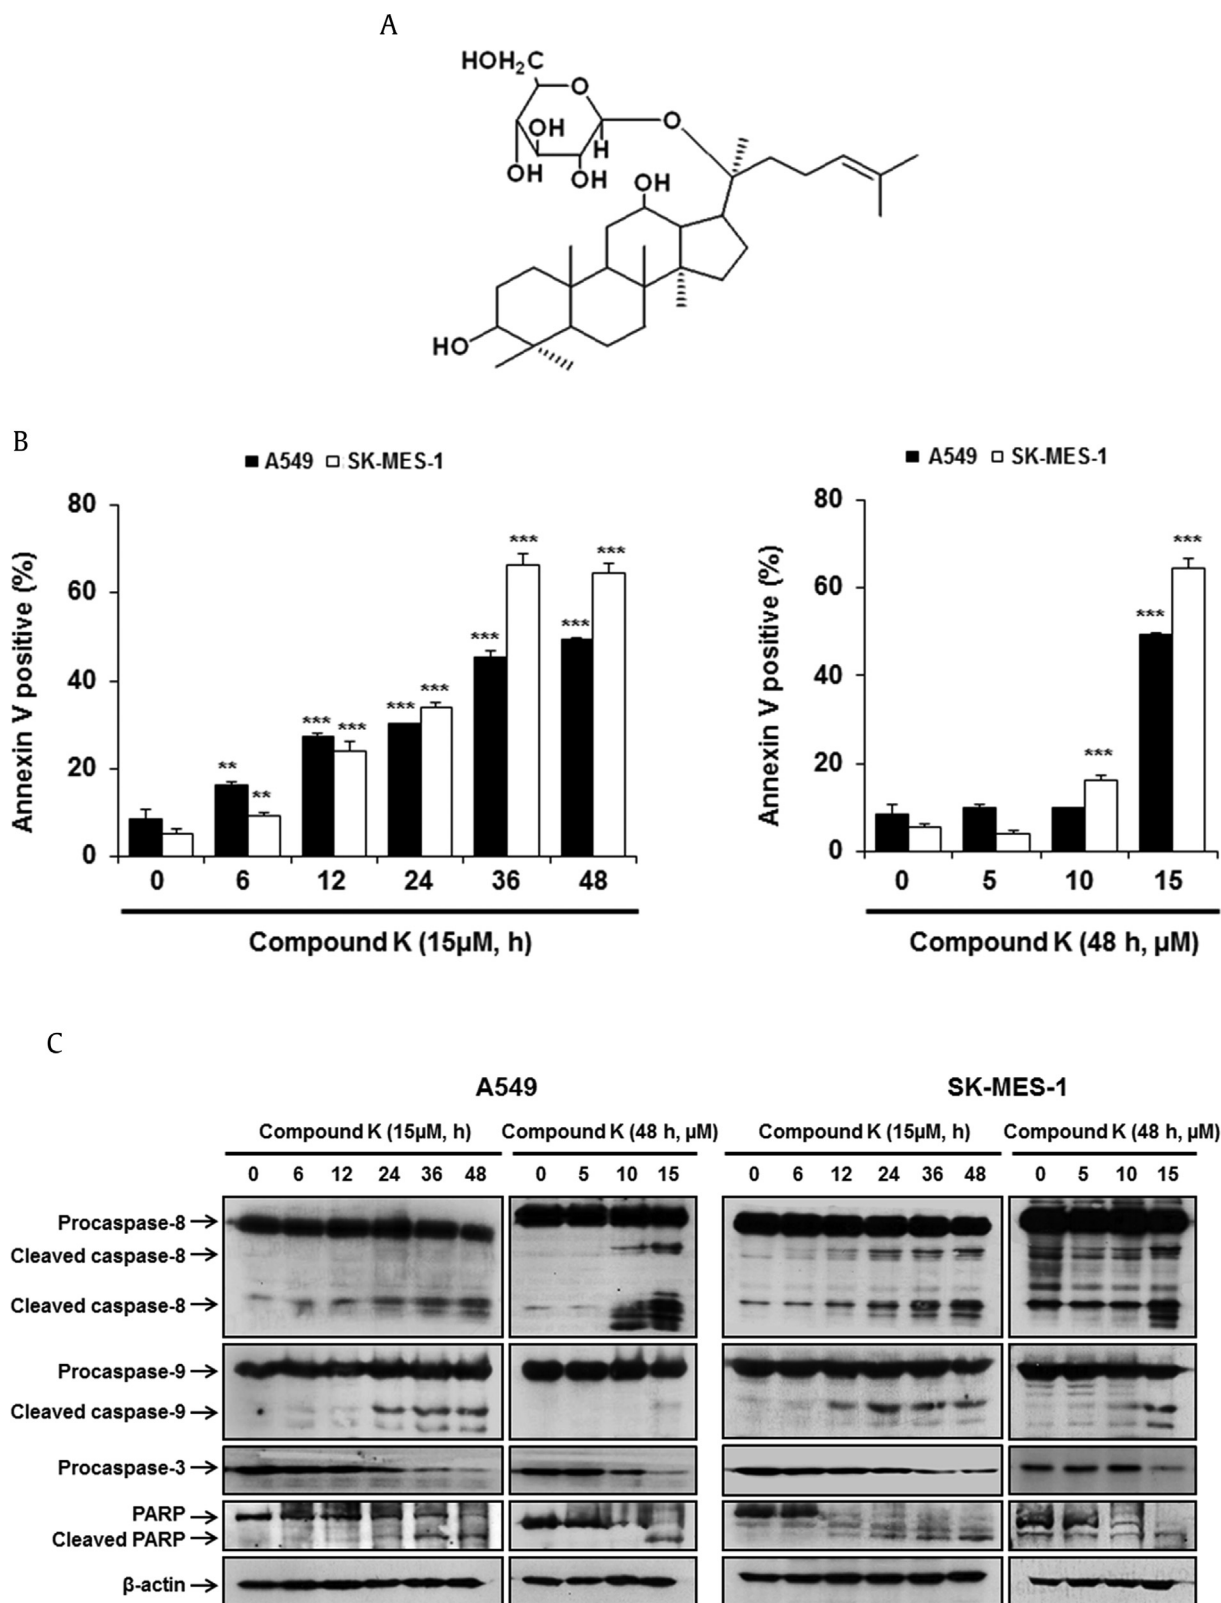 A
HOH₂C
O
OH
O
H
OH
OH
OH
HO
B
A549 SK-MES-1
A549 SK-MES-1
Annexin V positive (%)
80
60
40
20
0
** ** *** *** *** *** *** *** *** ***
0 6 12 24 36 48
Compound K (15μM, h)
Annexin V positive (%)
80
60
40
20
0
*** *** ***
0 5 10 15
Compound K (48 h, μM)
C
A549 SK-MES-1
Compound K (15μM, h) Compound K (48 h, μM) Compound K (15μM, h) Compound K (48 h, μM)
0 6 12 24 36 48 0 5 10 15 0 6 12 24 36 48 0 5 10 15
Procaspase-8
Cleaved caspase-8
Cleaved caspase-8
Procaspase-9
Cleaved caspase-9
Procaspase-3
PARP
Cleaved PARP
β-actin